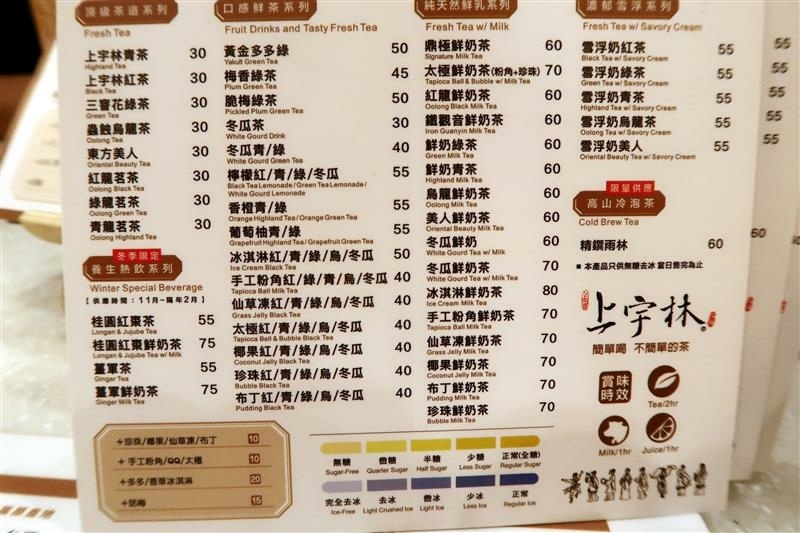 頂級茶道系列
Fresh Tea
上宇林青茶 30
Highland Tea
上宇林紅茶 30
Black Tea
三窨花綠茶 30
Green Tea
蟲蝕烏龍茶 30
Oolong Tea
東方美人 30
Oriental Beauty Tea
紅龍茗茶 30
Oolong Black Tea
綠龍茗茶 30
Oolong Green Tea
青龍茗茶 30
Oolong Highland Tea
冬季限定
養生熱飲系列
Winter Special Beverage
【供應時間：11月~隔年2月】
桂圓紅棗茶 55
Longan & Jujube Tea
桂圓紅棗鮮奶茶 75
Longan & Jujube Tea w/ Milk
薑軍茶 55
Ginger Tea
薑軍鮮奶茶 75
Ginger Milk Tea
口感鮮茶系列
Fruit Drinks and Tasty Fresh Tea
黃金多多綠 50
Yakult Green Tea
梅香綠茶 45
Plum Green Tea
脆梅綠茶 50
Pickled Plum Green Tea
冬瓜茶 30
White Gourd Drink
冬瓜青/綠 30
White Gourd Green Tea
檸檬紅/青/綠/冬瓜 55
Black Tea Lemonade / Green Tea Lemonade /
White Gourd Lemonade
香橙青/綠 55
Orange Highland Tea / Orange Green Tea
葡萄柚青/綠 55
Grapefruit Highland Tea / Grapefruit Green Tea
冰淇淋紅/青/綠/烏/冬瓜 50
Ice Cream Black Tea
手工粉角紅/青/綠/烏/冬瓜 40
Tapioca Ball Black Tea
仙草凍紅/青/綠/烏/冬瓜 40
Grass Jelly Black Tea
太極紅/青/綠/烏/冬瓜 40
Tapioca Ball & Bubble Black Tea
椰果紅/青/綠/烏/冬瓜 40
Coconut Jelly Black Tea
珍珠紅/青/綠/烏/冬瓜 40
Bubble Black Tea
布丁紅/青/綠/烏/冬瓜 40
Pudding Black Tea
純天然鮮乳系列
Fresh Tea w/ Milk
鼎極鮮奶茶 60
Signature Milk Tea
太極鮮奶茶(粉角+珍珠) 70
Tapioca Ball & Bubble w/ Milk Tea
紅龍鮮奶茶 60
Oolong Black Milk Tea
鐵觀音鮮奶茶 60
Iron Guanyin Milk Tea
鮮奶綠茶 60
Green Milk Tea
鮮奶青茶 60
Highland Milk Tea
烏龍鮮奶茶 60
Oolong Milk Tea
美人鮮奶茶 60
Oriental Beauty Milk Tea
冬瓜鮮奶 60
White Gourd w/ Milk
冬瓜鮮奶茶 70
White Gourd Tea w/ Milk
冰淇淋鮮奶茶 80
Ice Cream Milk Tea
手工粉角鮮奶茶 70
Tapioca Ball Milk Tea
仙草凍鮮奶茶 70
Grass Jelly Milk Tea
椰果鮮奶茶 70
Coconut Milk Tea
布丁鮮奶茶 70
Pudding Milk Tea
珍珠鮮奶茶 70
Bubble Milk Tea
濃郁雪浮系列
Fresh Tea w/ Savory Cream
雪浮奶紅茶 55
Black Tea w/ Savory Cream
雪浮奶綠茶 55
Green Tea w/ Savory Cream
雪浮奶青茶 55
Highland Tea w/ Savory Cream
雪浮奶烏龍茶 55
Oolong Tea w/ Savory Cream
雪浮奶美人 55
Oriental Beauty Tea w/ Savory Cream
限量供應
高山冷泡茶
Cold Brew Tea
精饌雨林 60
■ 本產品只供無糖去冰 當日售完為止
上宇林
簡單喝 不簡單的茶
賞味
時效
Tea/2hr
Milk/1hr
Juice/1hr
+珍珠/椰果/仙草凍/布丁 10
+手工粉角/QQ/太極 10
+多多/香草冰淇淋 20
+話梅 15
無糖 微糖 半糖 少糖 正常(全糖)
Sugar-Free Quarter Sugar Half Sugar Less Sugar Regular Sugar
完全去冰 去冰 微冰 少冰 正常
Ice-Free Light Crushed Ice Light Ice Less Ice Regular Ice
55
55
55
55
55
60
60